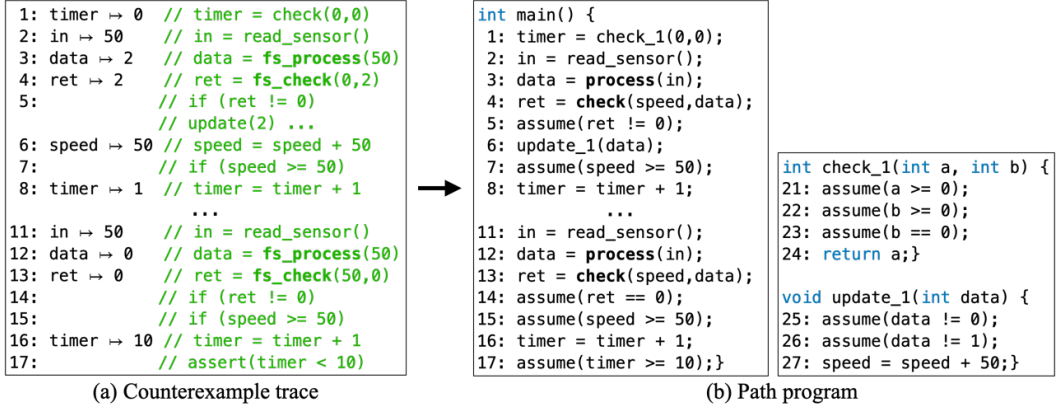 1: timer ↦ 0 // timer = check(0,0)
2: in ↦ 50 // in = read_sensor()
3: data ↦ 2 // data = fs_process(50)
4: ret ↦ 2 // ret = fs_check(0,2)
5: // if (ret != 0)
// update(2) ...
6: speed ↦ 50 // speed = speed + 50
7: // if (speed >= 50)
8: timer ↦ 1 // timer = timer + 1
...
11: in ↦ 50 // in = read_sensor()
12: data ↦ 0 // data = fs_process(50)
13: ret ↦ 0 // ret = fs_check(50,0)
14: // if (ret != 0)
15: // if (speed >= 50)
16: timer ↦ 10 // timer = timer + 1
17: // assert(timer < 10)
(a) Counterexample trace
int main() {
1: timer = check_1(0,0);
2: in = read_sensor();
3: data = process(in);
4: ret = check(speed,data);
5: assume(ret != 0);
6: update_1(data);
7: assume(speed >= 50);
8: timer = timer + 1;
...
11: in = read_sensor();
12: data = process(in);
13: ret = check(speed,data);
14: assume(ret == 0);
15: assume(speed >= 50);
16: timer = timer + 1;
17: assume(timer >= 10);}
int check_1(int a, int b) {
21: assume(a >= 0);
22: assume(b >= 0);
23: assume(b == 0);
24: return a;}
void update_1(int data) {
25: assume(data != 0);
26: assume(data != 1);
27: speed = speed + 50;}
(b) Path program